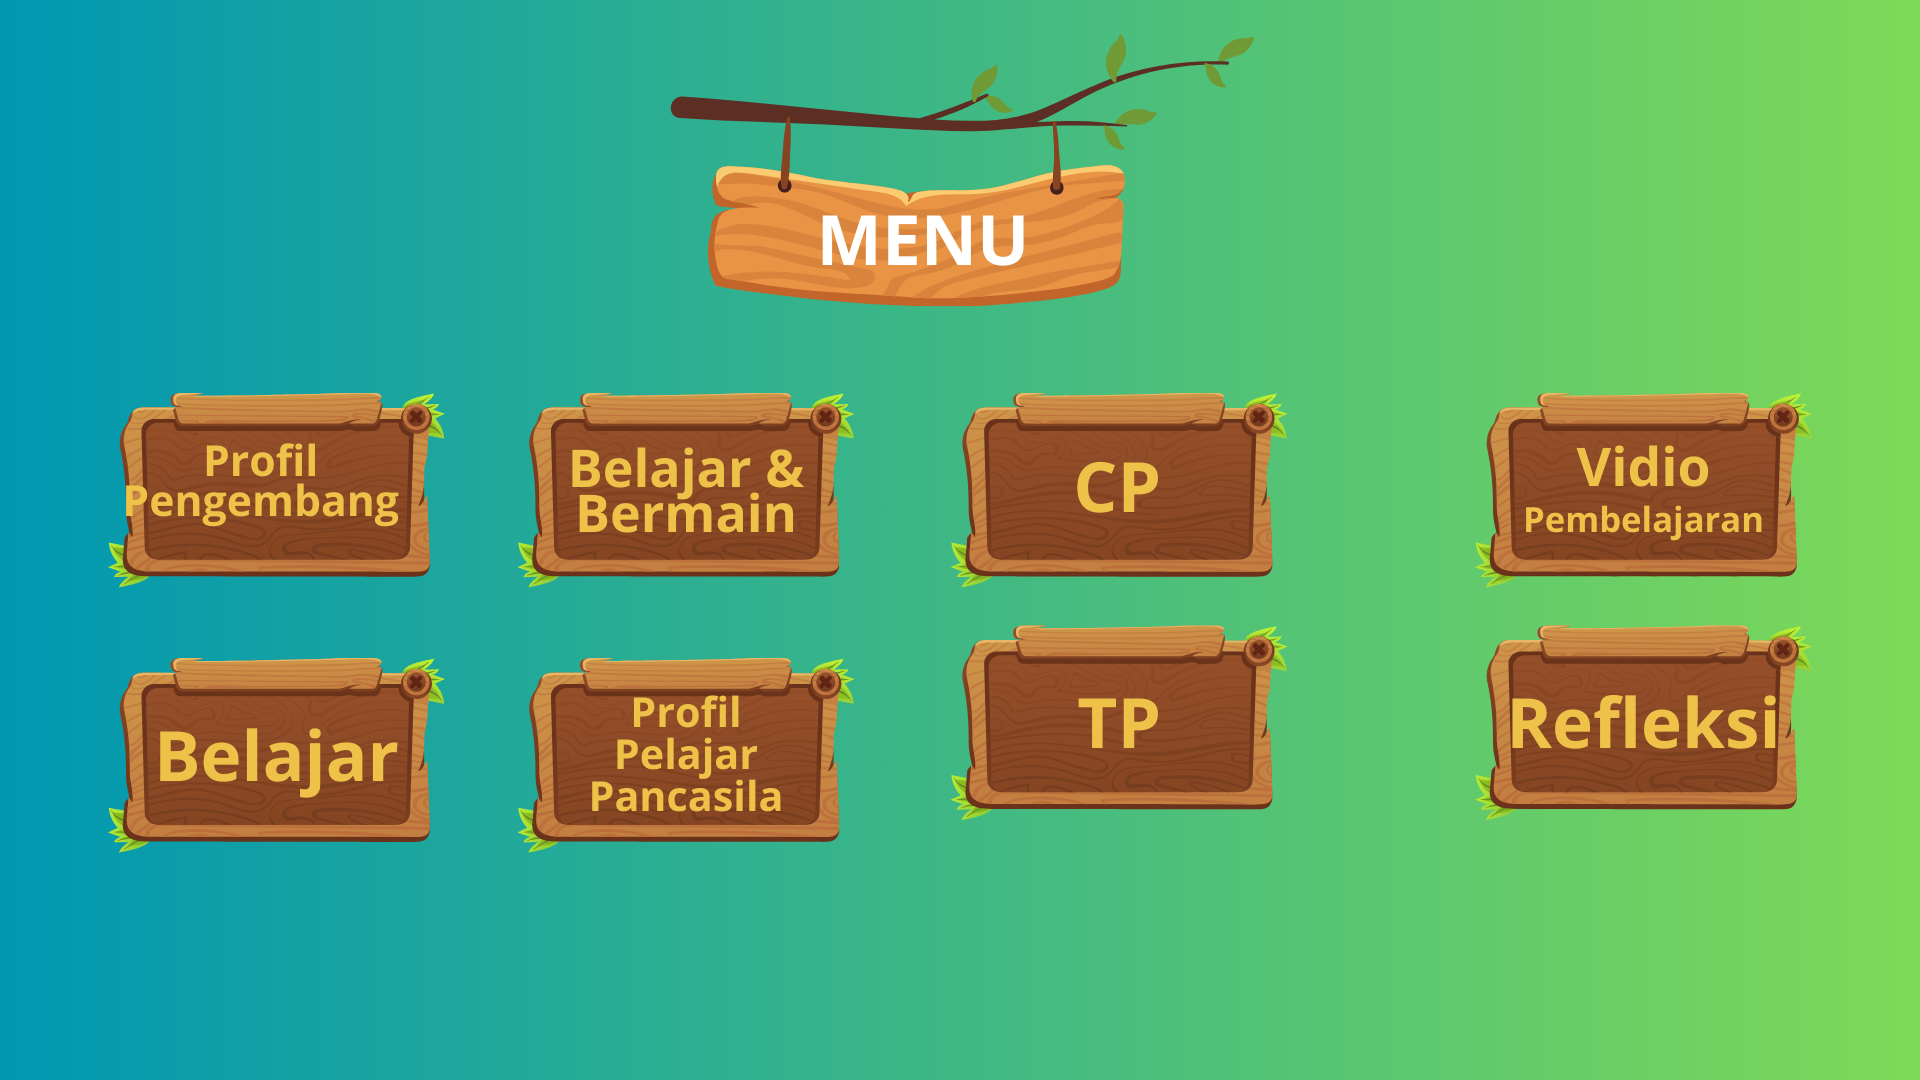 MENU
Profil
Pengembang
Belajar &
Bermain
CP
Vidio
Pembelajaran
Belajar
Profil
Pelajar
Pancasila
TP
Refleksi